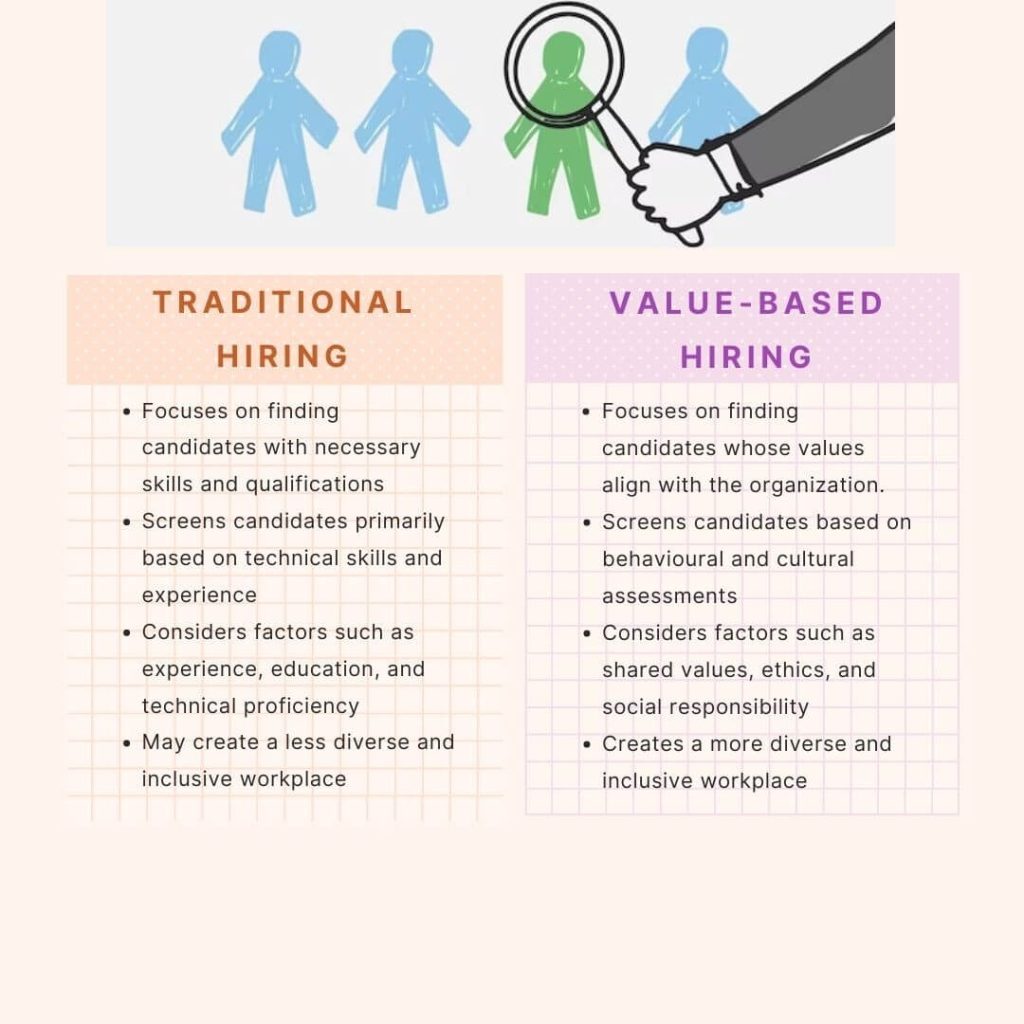 TRADITIONAL
HIRING
• Focuses on finding
candidates with necessary
skills and qualifications
• Screens candidates primarily
based on technical skills and
experience
• Considers factors such as
experience, education, and
technical proficiency
• May create a less diverse and
inclusive workplace
VALUE-BASED
HIRING
• Focuses on finding
candidates whose values
align with the organization.
• Screens candidates based on
behavioural and cultural
assessments
• Considers factors such as
shared values, ethics, and
social responsibility
• Creates a more diverse and
inclusive workplace